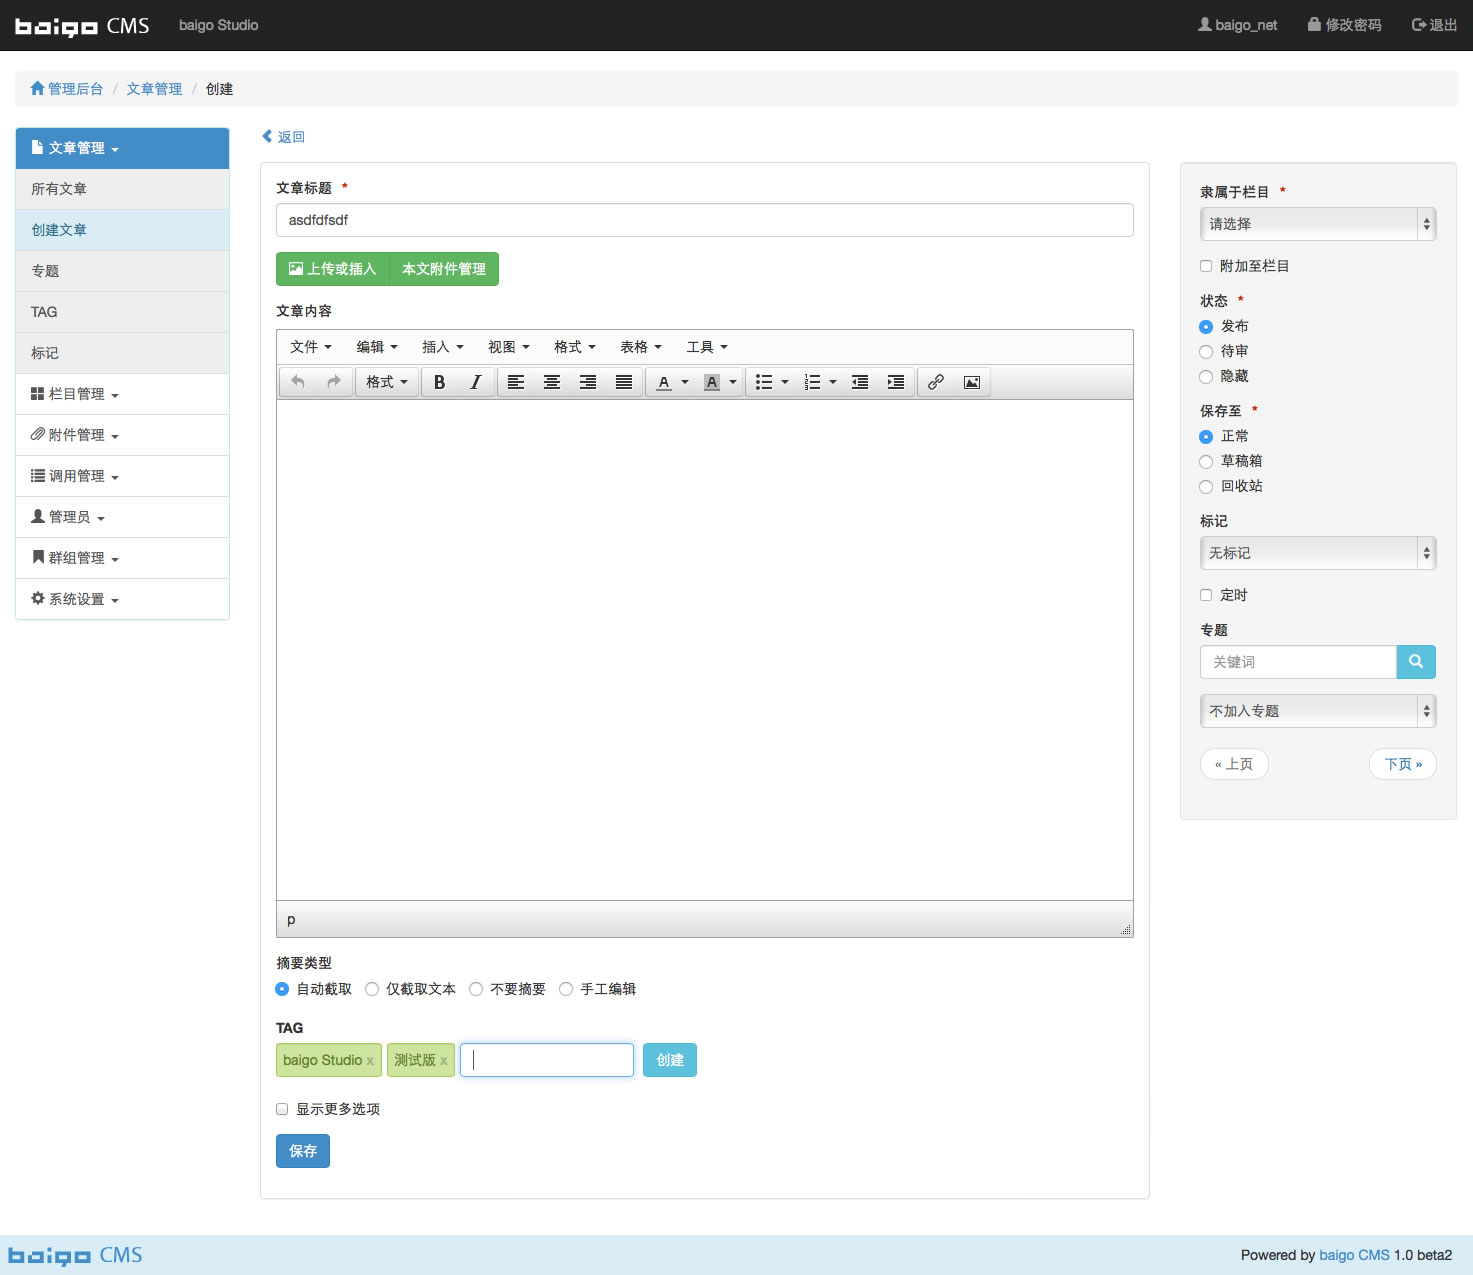 baigo CMS baigo Studio baigo_net 修改密码 退出
管理后台 / 文章管理 / 创建
文章管理
所有文章
创建文章
专题
TAG
标记
栏目管理
附件管理
调用管理
管理员
群组管理
系统设置
返回
文章标题 *
asdfdfsdf
上传或插入 本文附件管理
文章内容
文件 编辑 插入 视图 格式 表格 工具
格式 B I A A
p
摘要类型
自动截取 仅截取文本 不要摘要 手工编辑
TAG
baigo Studio x 测试版 x 创建
显示更多选项
保存
隶属于栏目 *
请选择
附加至栏目
状态 *
发布
待审
隐藏
保存至 *
正常
草稿箱
回收站
标记
无标记
定时
专题
关键词
不加入专题
« 上页 下页 »
baigo CMS Powered by baigo CMS 1.0 beta2